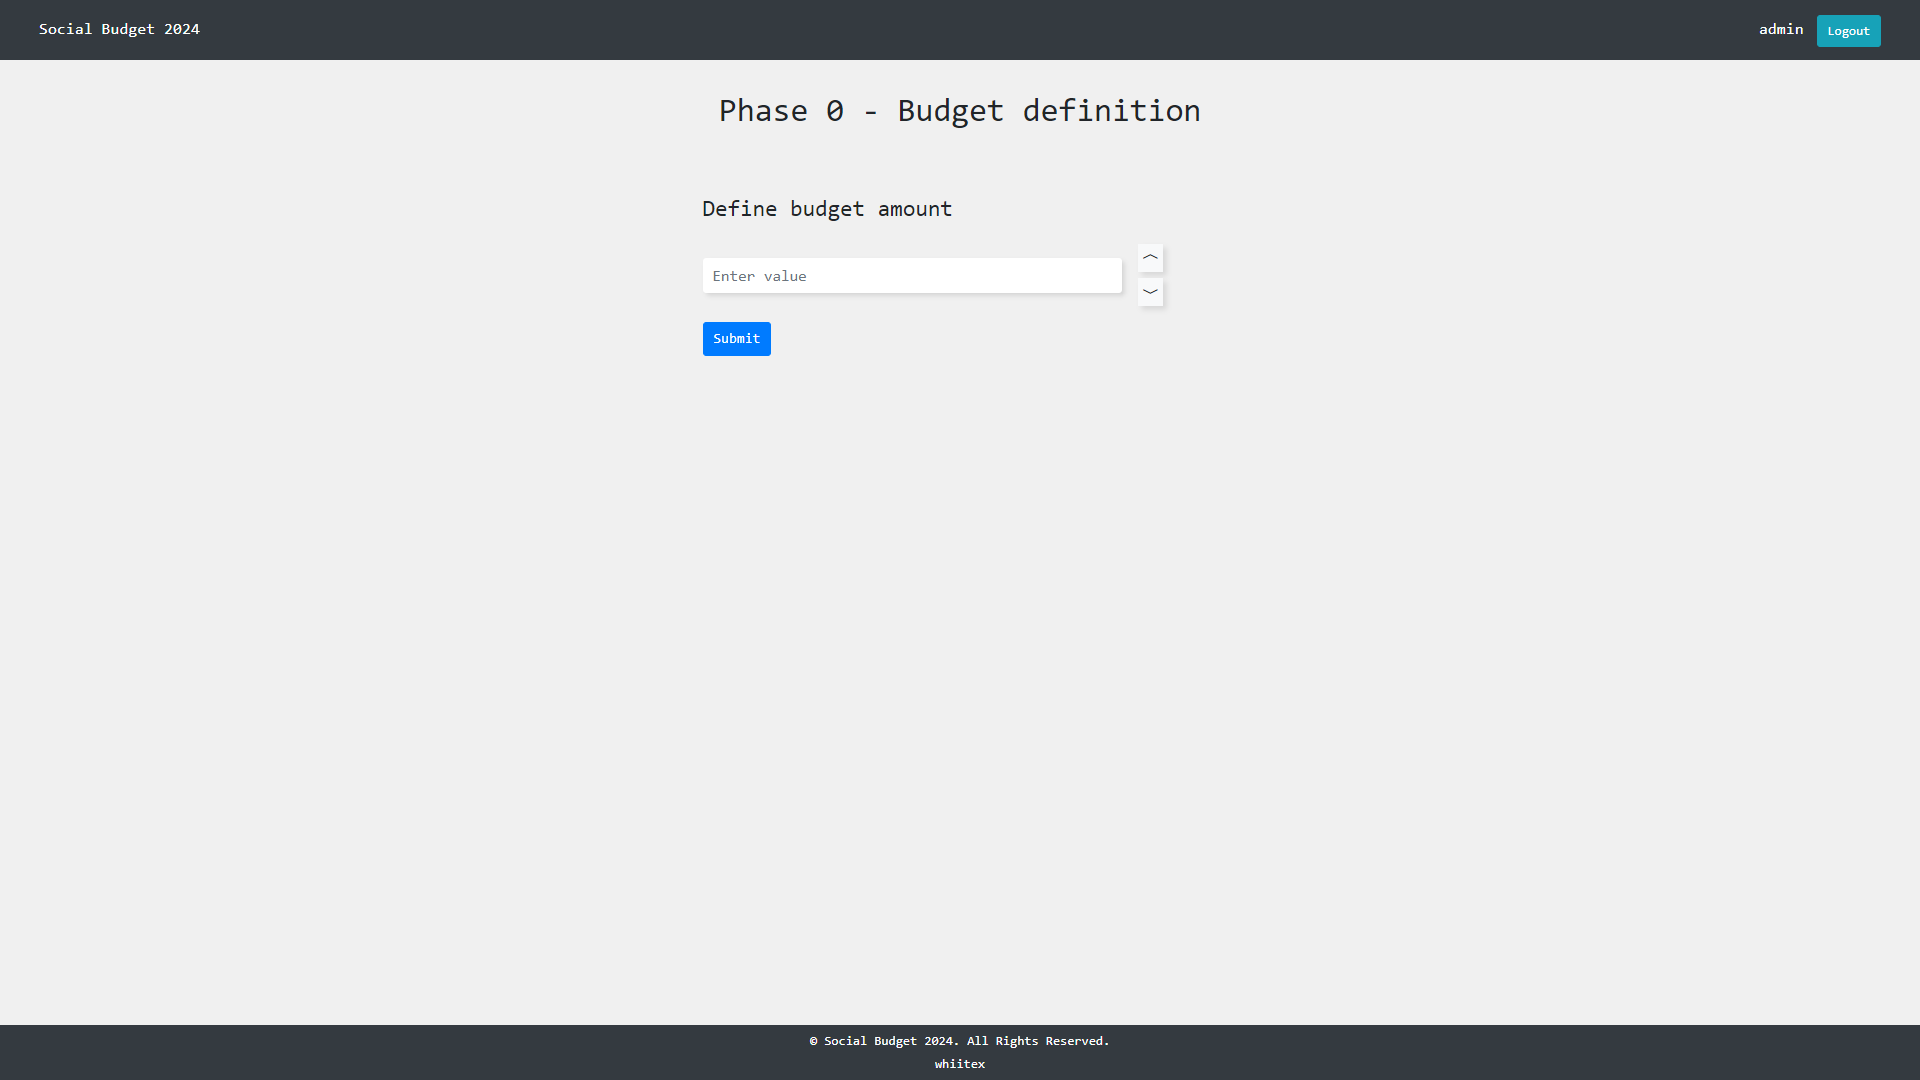 Social Budget 2024
admin
Logout
Phase 0 - Budget definition
Define budget amount
Enter value
Submit
© Social Budget 2024. All Rights Reserved.
whiitex